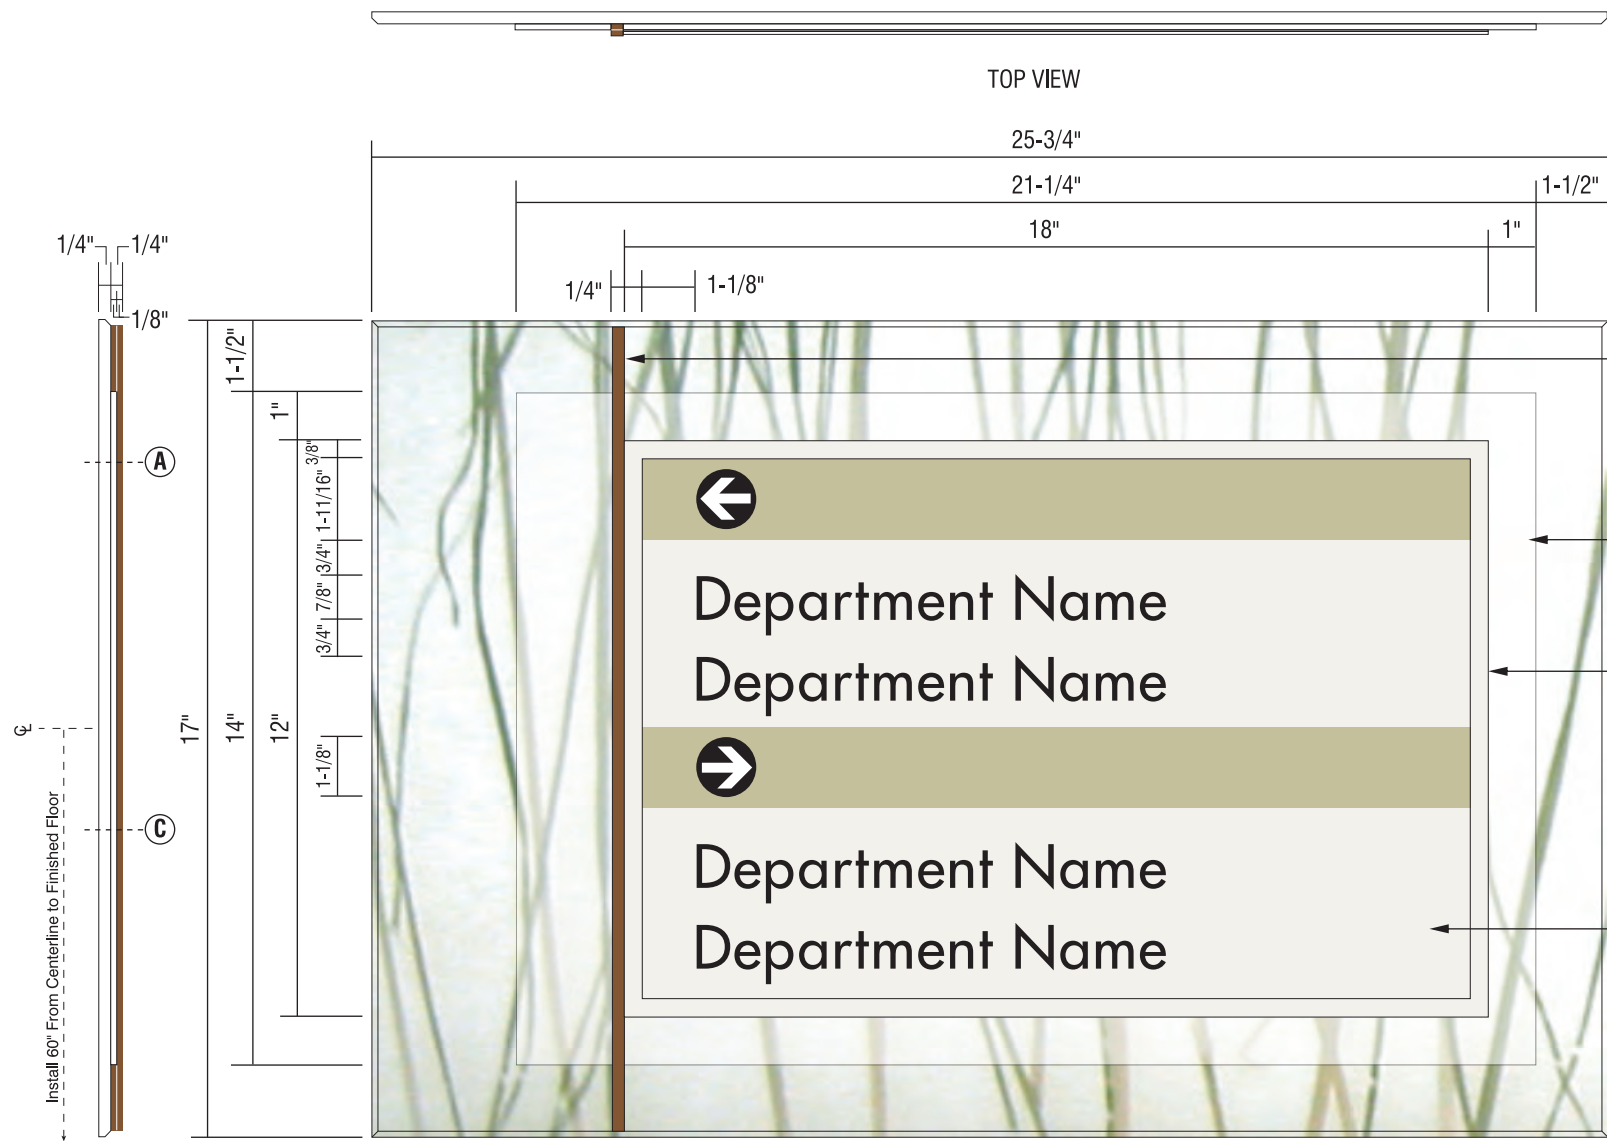 TOP VIEW
25-3/4"
21-1/4"
1-1/2"
18"
1"
1/4"
1-1/8"
1/4"
1/4"
1/8"
1-1/2"
1"
3/8"
1-11/16"
3/4"
7/8"
3/4"
1-1/8"
17"
14"
12"
A
C
CL
Install 60" From Centerline to Finished Floor
Department Name
Department Name
Department Name
Department Name